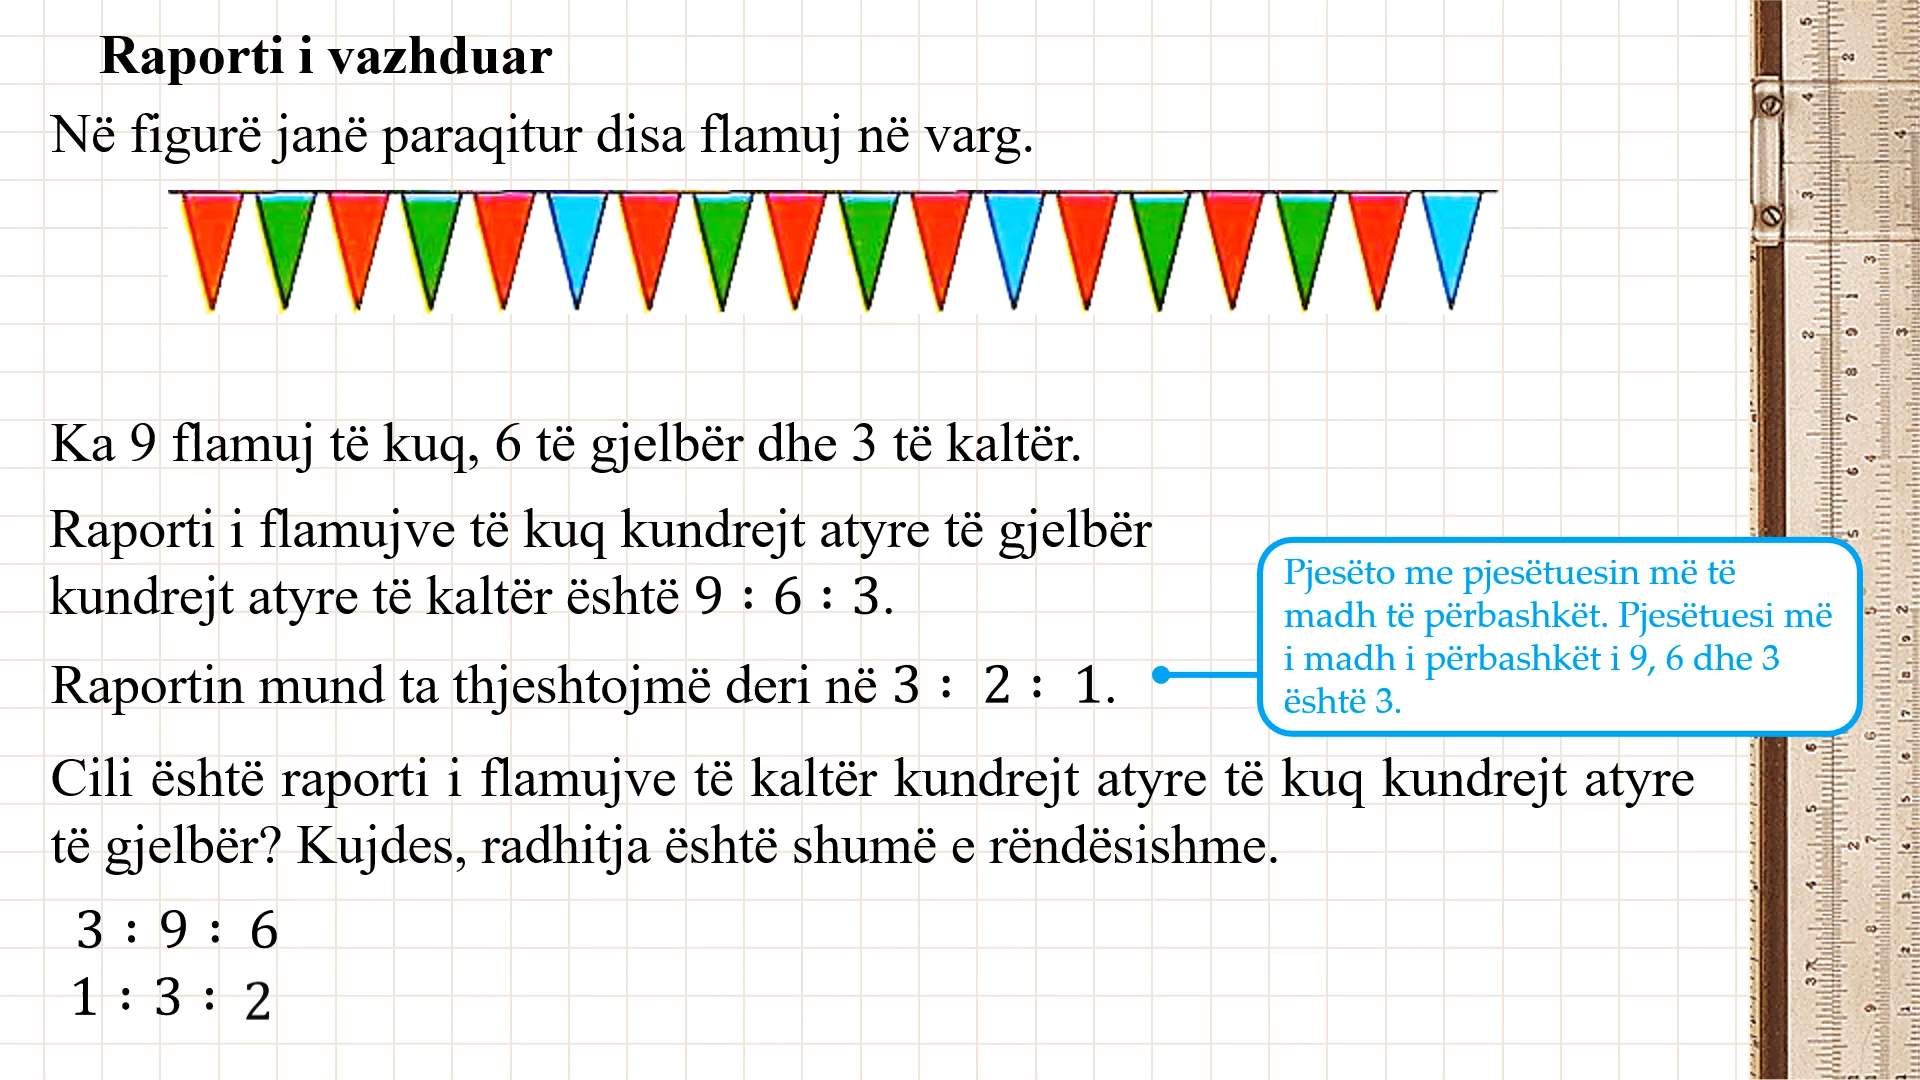 Raporti i vazhduar
Në figurë janë paraqitur disa flamuj në varg.
Ka 9 flamuj të kuq, 6 të gjelbër dhe 3 të kaltër.
Raporti i flamujve të kuq kundrejt atyre të gjelbër
kundrejt atyre të kaltër është 9 : 6 : 3.
Raportin mund ta thjeshtojmë deri në 3 : 2 : 1.
Pjesëto me pjesëtuesin më të
madh të përbashkët. Pjesëtuesi më
i madh i përbashkët i 9, 6 dhe 3
është 3.
Cili është raporti i flamujve të kaltër kundrejt atyre të kuq kundrejt atyre
të gjelbër? Kujdes, radhitja është shumë e rëndësishme.
3 : 9 : 6
1 : 3 : 2